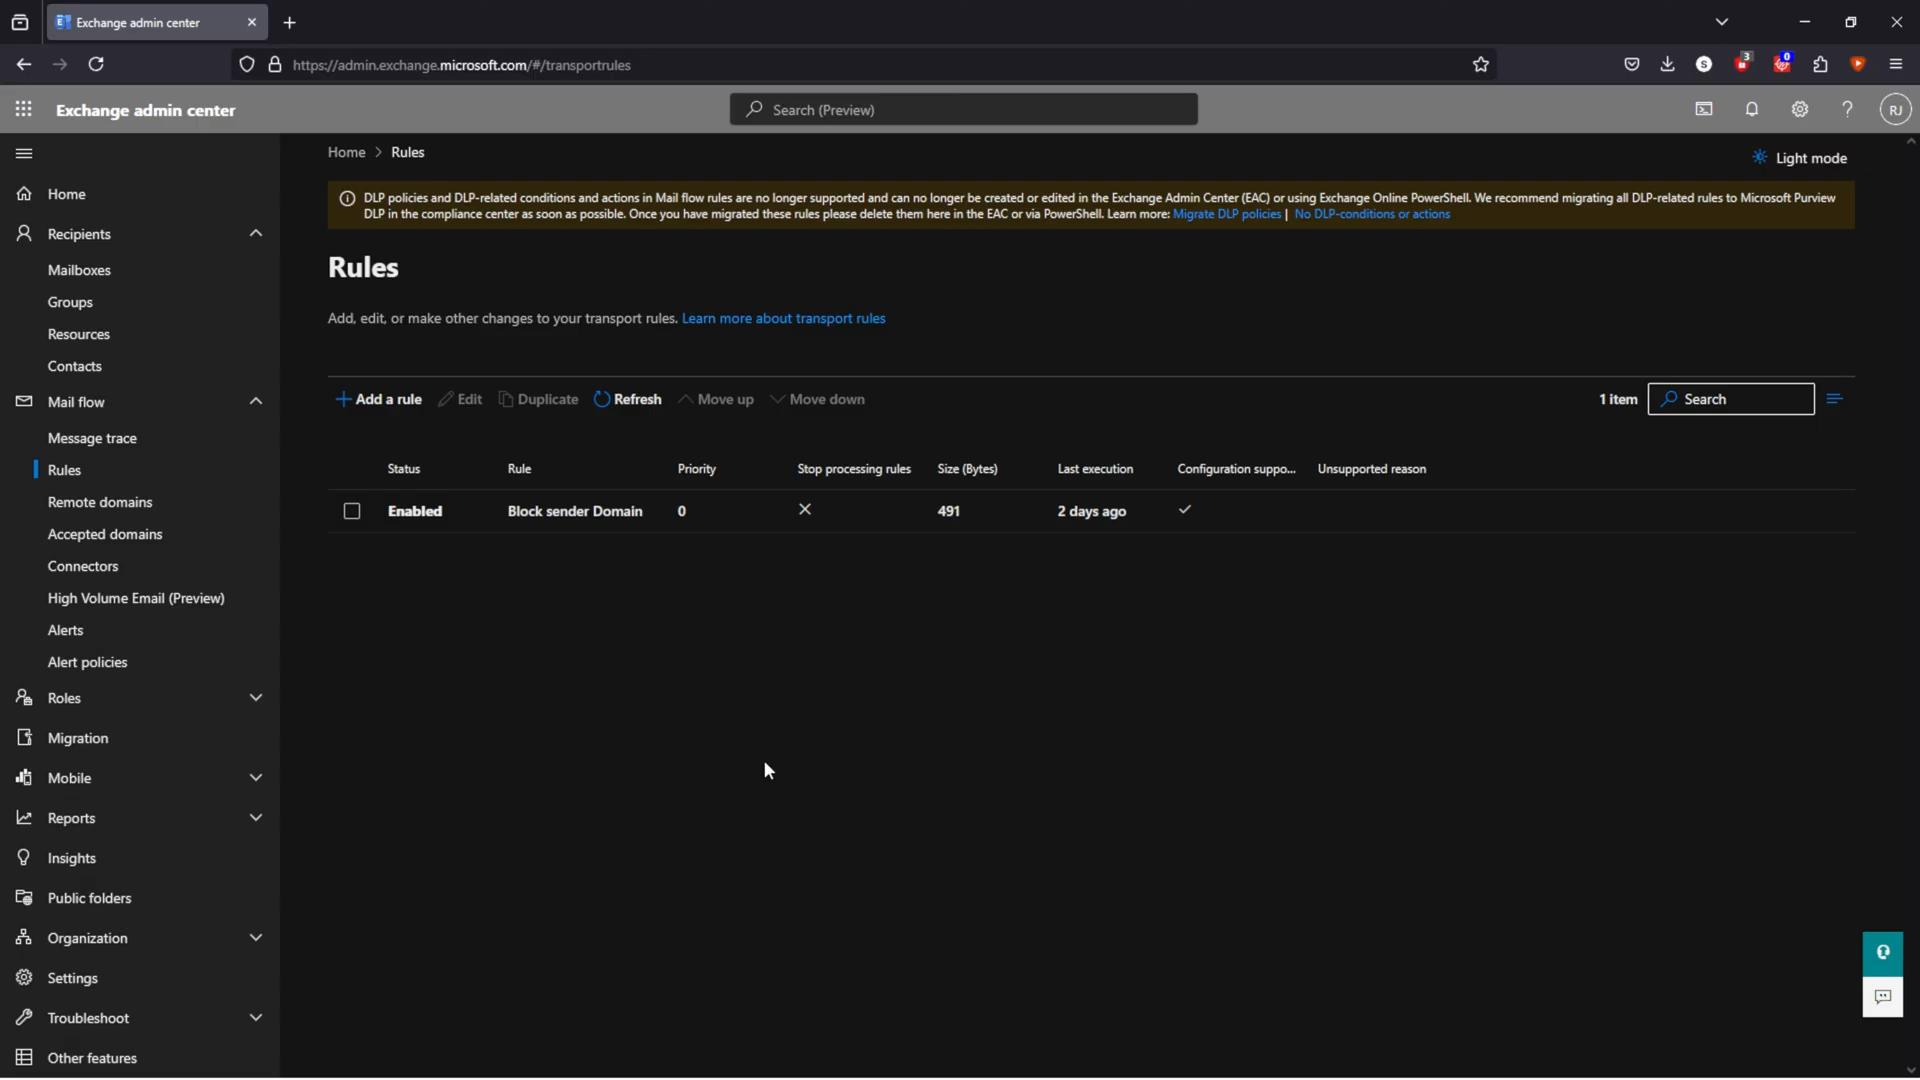 Exchange admin center
https://admin.exchange.microsoft.com/#/transportrules
S
3
0
Exchange admin center
Search (Preview)
?
RJ
Home > Rules
Light mode
DLP policies and DLP-related conditions and actions in Mail flow rules are no longer supported and can no longer be created or edited in the Exchange Admin Center (EAC) or using Exchange Online PowerShell. We recommend migrating all DLP-related rules to Microsoft Purview
DLP in the compliance center as soon as possible. Once you have migrated these rules please delete them here in the EAC or via PowerShell. Learn more: Migrate DLP policies | No DLP-conditions or actions
Home
Recipients
Mailboxes
Groups
Resources
Contacts
Mail flow
Message trace
Rules
Remote domains
Accepted domains
Connectors
High Volume Email (Preview)
Alerts
Alert policies
Roles
Migration
Mobile
Reports
Insights
Public folders
Organization
Settings
Troubleshoot
Other features
Rules
Add, edit, or make other changes to your transport rules. Learn more about transport rules
Add a rule Edit Duplicate Refresh Move up Move down 1 item Search
Status Rule Priority Stop processing rules Size (Bytes) Last execution Configuration suppo... Unsupported reason
Enabled Block sender Domain 0 491 2 days ago